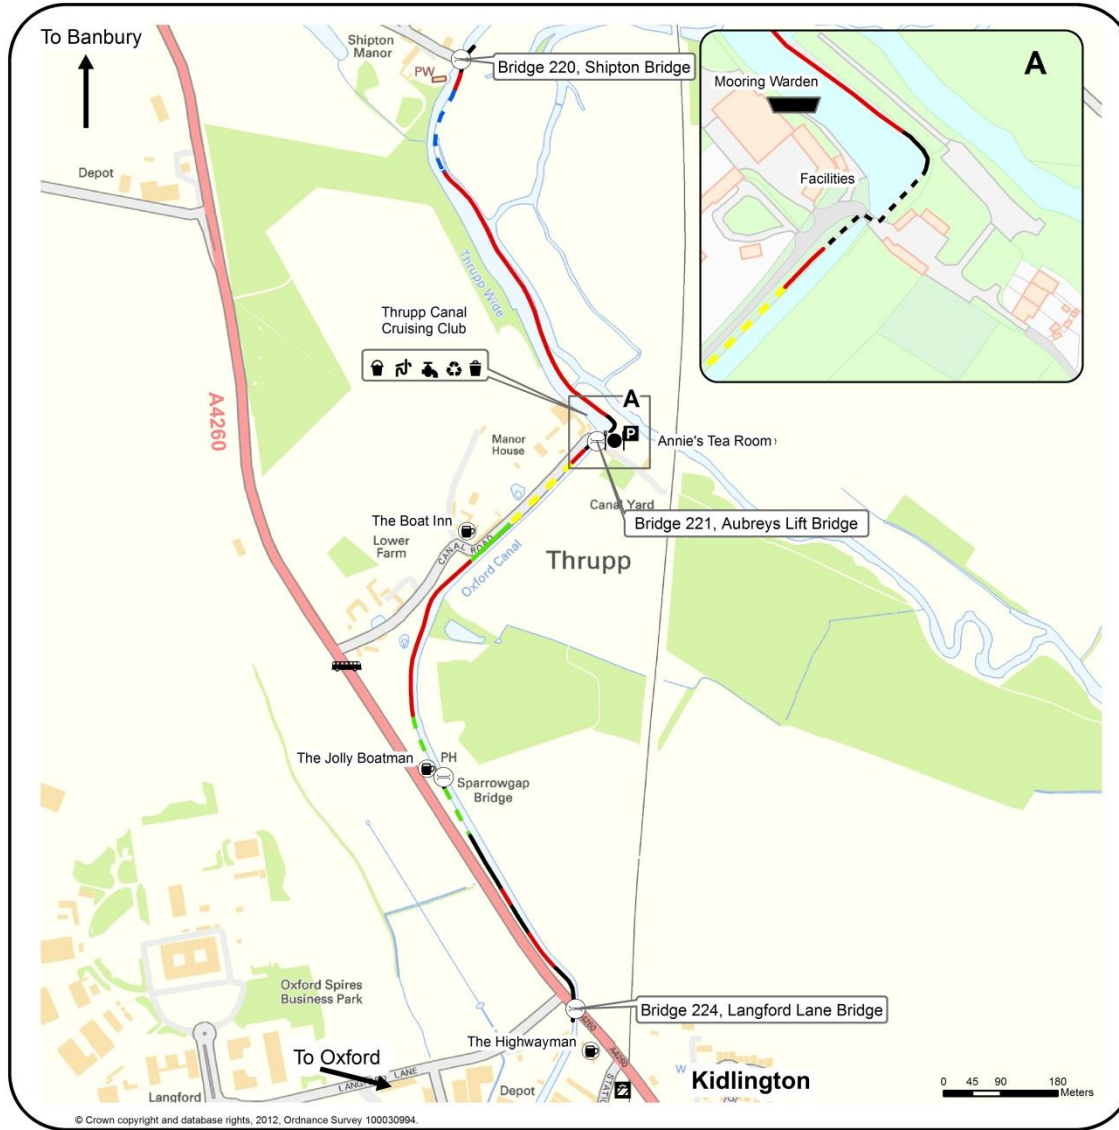 To Banbury
Shipton
Manor
PW
Bridge 220, Shipton Bridge
A
Mooring Warden
Facilities
Depot
Thrupp Wide
Thrupp Canal
Cruising Club
A4260
A
P
Manor
House
Annie's Tea Room
Canal Yard
Bridge 221, Aubreys Lift Bridge
The Boat Inn
Lower
Farm
CANAL ROAD
Oxford Canal
Thrupp
The Jolly Boatman
PH
Sparrowgap
Bridge
Oxford Spires
Business Park
Bridge 224, Langford Lane Bridge
A4260
The Highwayman
A4260
To Oxford
LANGFORD LANE
Langford
Depot
W
Kidlington
0 45 90 180
Meters
© Crown copyright and database rights, 2012, Ordnance Survey 100030994.